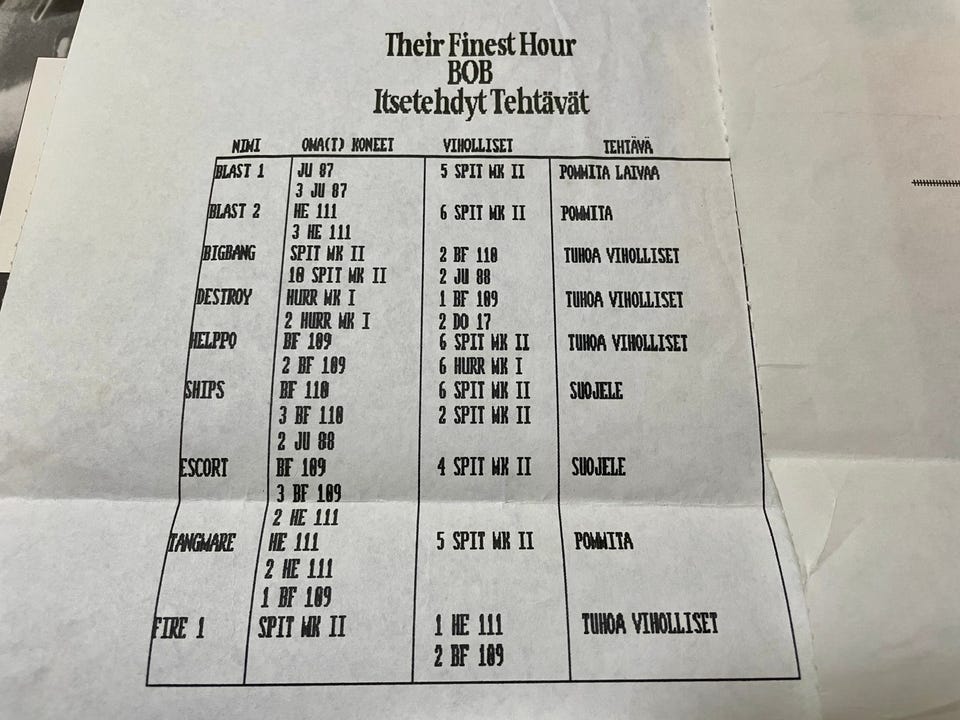 Their Finest Hour
BOB
Itsetehdyt Tehtävät
NIMI OMA(T) KONEET VIHOLLISET TEHTÄVÄ
BLAST 1 JU 87 5 SPIT MK II POMMITA LAIVAA
3 JU 87
BLAST 2 HE 111 6 SPIT MK II POMMITA
3 HE 111
BIGBANG SPIT MK II 2 BF 110 TUHOA VIHOLLISET
10 SPIT MK II 2 JU 88
DESTROY HURR MK I 1 BF 109 TUHOA VIHOLLISET
2 HURR MK I 2 DO 17
HELPPO BF 109 6 SPIT MK II TUHOA VIHOLLISET
2 BF 109 6 HURR MK I
SHIPS BF 110 6 SPIT MK II SUOJELE
3 BF 110 2 SPIT MK II
2 JU 88
ESCORT BF 109 4 SPIT MK II SUOJELE
3 BF 109
2 HE 111
TANGMARE HE 111 5 SPIT MK II POMMITA
2 HE 111
1 BF 109
FIRE 1 SPIT MK II 1 HE 111 TUHOA VIHOLLISET
2 BF 109